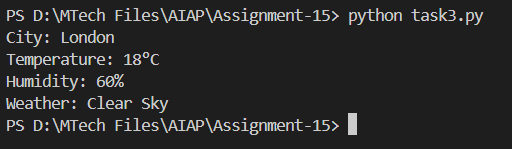 PS D:\MTech Files\AIAP\Assignment-15> python task3.py
City: London
Temperature: 18°C
Humidity: 60%
Weather: Clear Sky
PS D:\MTech Files\AIAP\Assignment-15>